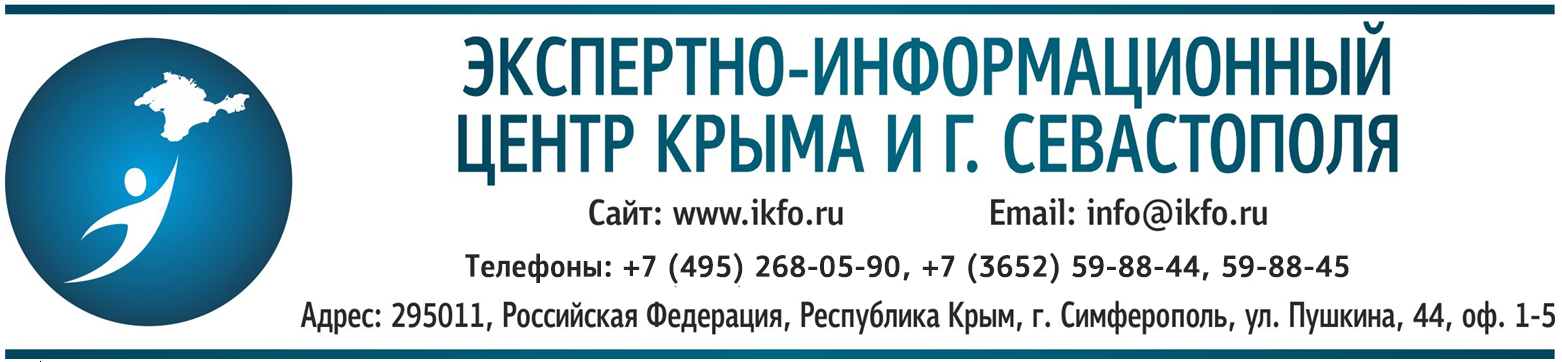 ЭКСПЕРТНО-ИНФОРМАЦИОННЫЙ
ЦЕНТР КРЫМА И Г. СЕВАСТОПОЛЯ
Сайт: www.ikfo.ru Email: info@ikfo.ru
Телефоны: +7 (495) 268-05-90, +7 (3652) 59-88-44, 59-88-45
Адрес: 295011, Российская Федерация, Республика Крым, г. Симферополь, ул. Пушкина, 44, оф. 1-5